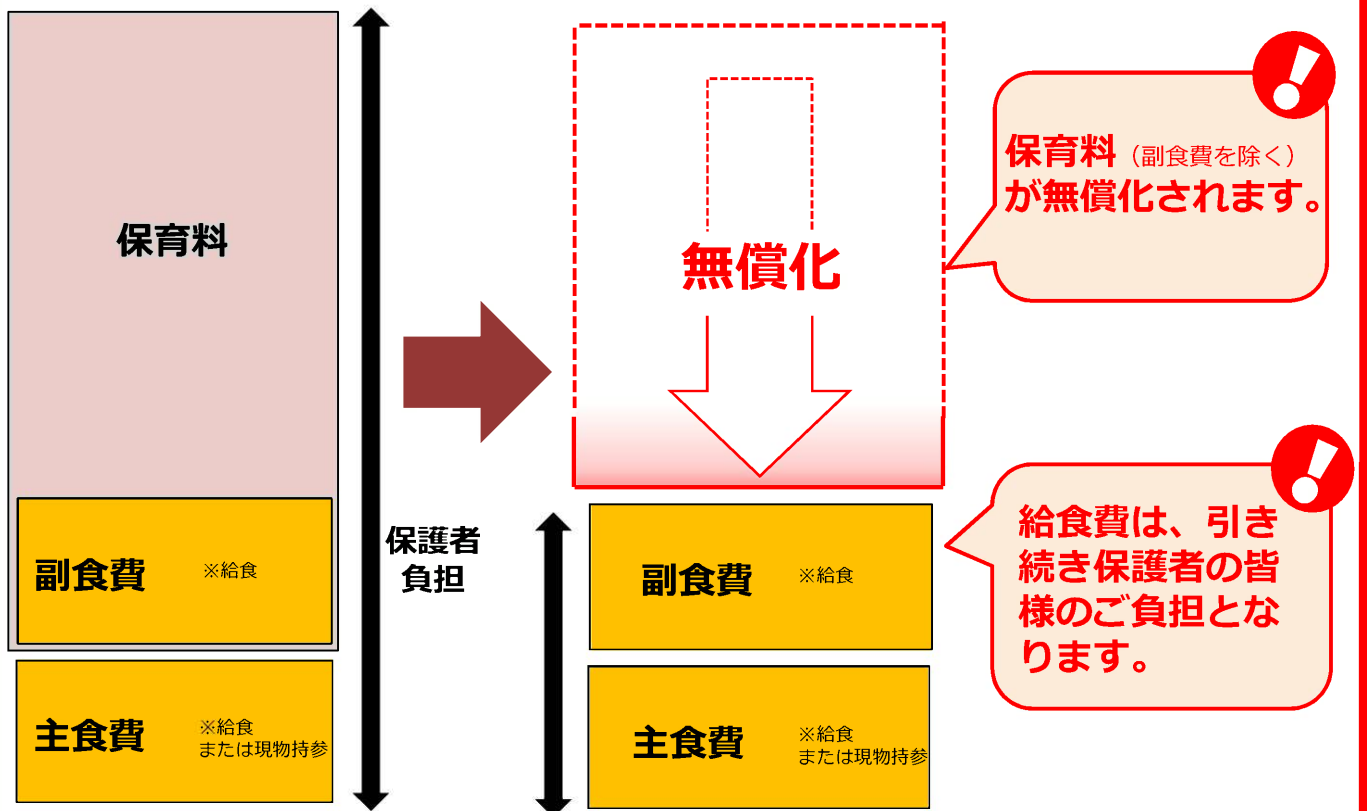 保育料
副食費 ※給食
主食費 ※給食
または現物持参
保護者
負担
無償化
副食費 ※給食
主食費 ※給食
または現物持参
保育料（副食費を除く）
が無償化されます。
給食費は、引き
続き保護者の皆
様のご負担とな
ります。